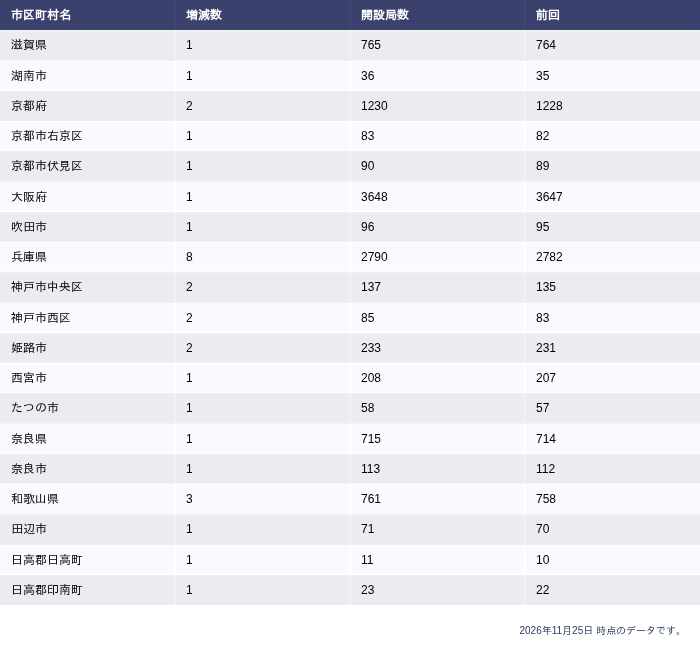 市区町村名 増減数 開設局数 前回
滋賀県 1 765 764
湖南市 1 36 35
京都府 2 1230 1228
京都市右京区 1 83 82
京都市伏見区 1 90 89
大阪府 1 3648 3647
吹田市 1 96 95
兵庫県 8 2790 2782
神戸市中央区 2 137 135
神戸市西区 2 85 83
姫路市 2 233 231
西宮市 1 208 207
たつの市 1 58 57
奈良県 1 715 714
奈良市 1 113 112
和歌山県 3 761 758
田辺市 1 71 70
日高郡日高町 1 11 10
日高郡印南町 1 23 22
2026年11月25日 時点のデータです。